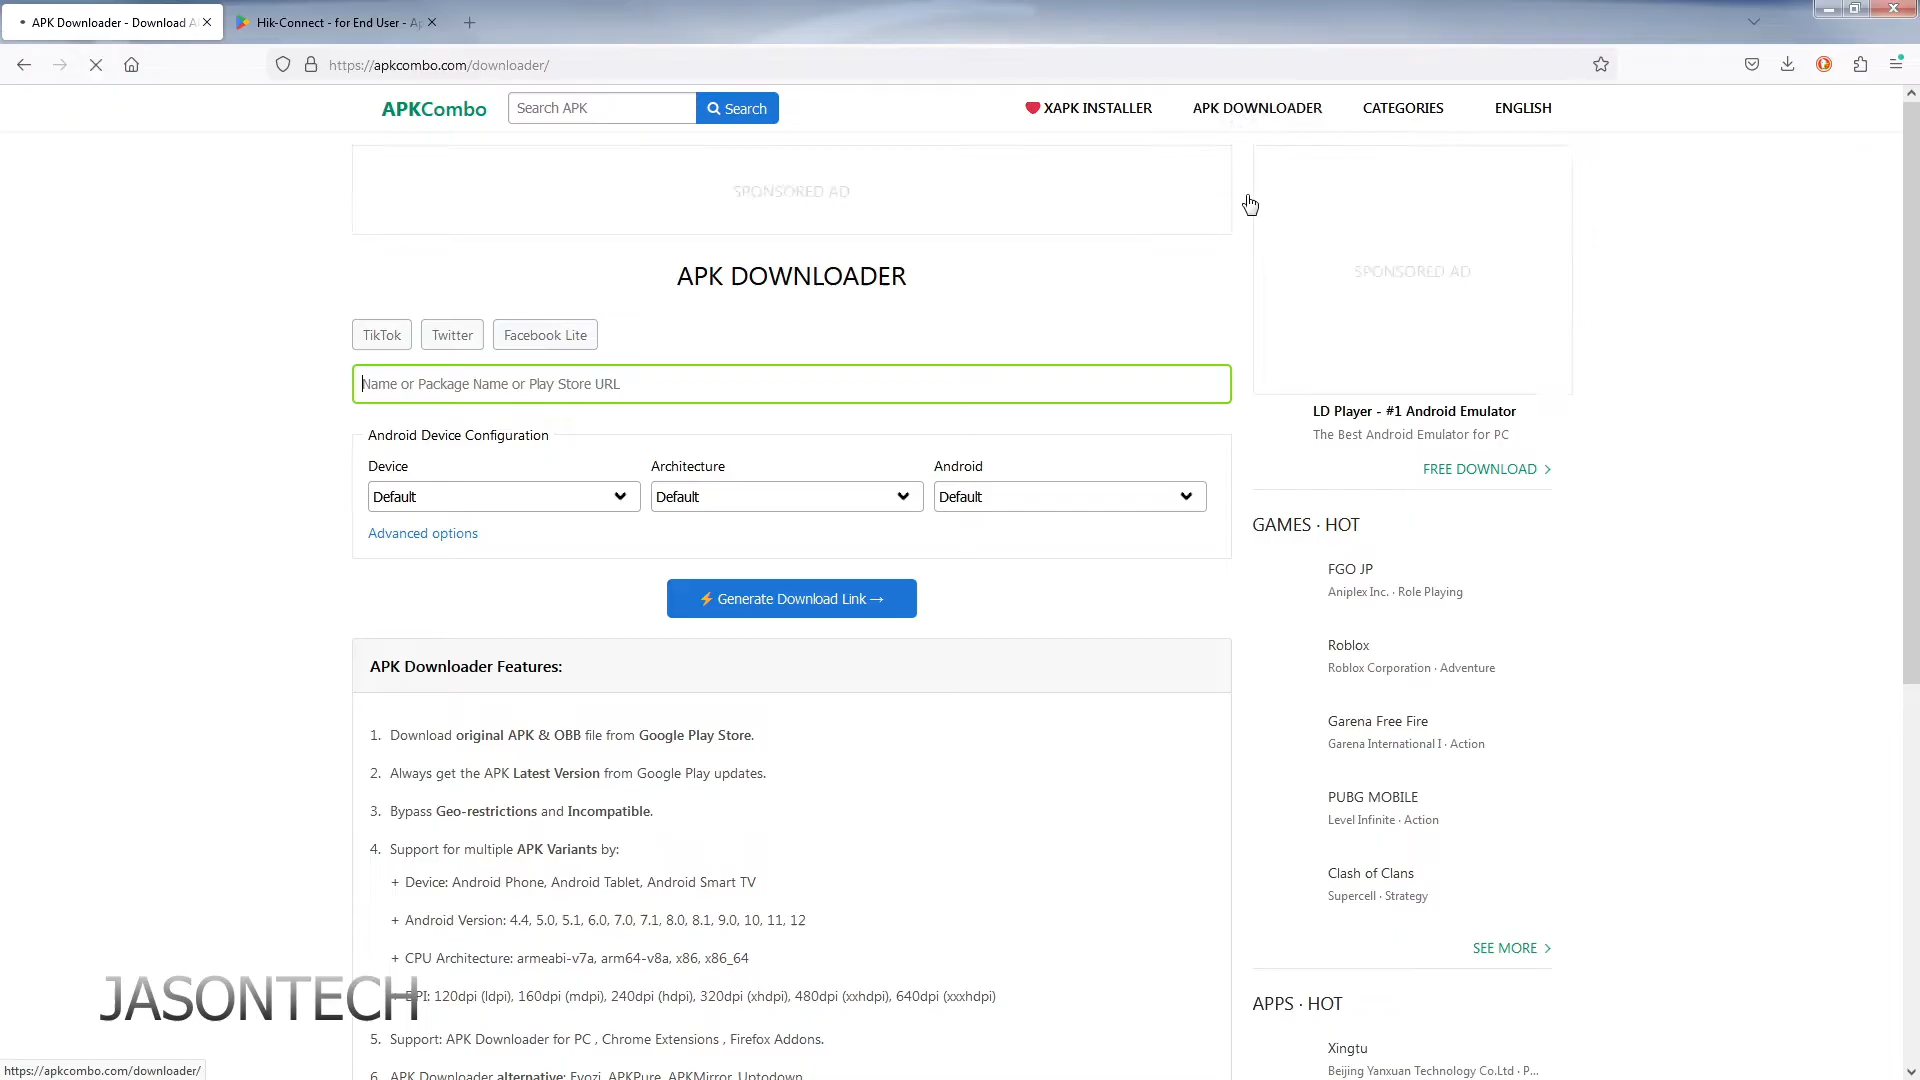 APK Downloader - Download A
Hik-Connect - for End User - Ap
https://apkcombo.com/downloader/
APKCombo
Search APK
Search
XAPK INSTALLER
APK DOWNLOADER
CATEGORIES
ENGLISH
SPONSORED AD
SPONSORED AD
APK DOWNLOADER
TikTok
Twitter
Facebook Lite
Name or Package Name or Play Store URL
Android Device Configuration
Device
Architecture
Android
Default
Default
Default
Advanced options
⚡ Generate Download Link →
APK Downloader Features:
1. Download original APK & OBB file from Google Play Store.
2. Always get the APK Latest Version from Google Play updates.
3. Bypass Geo-restrictions and Incompatible.
4. Support for multiple APK Variants by:
+ Device: Android Phone, Android Tablet, Android Smart TV
+ Android Version: 4.4, 5.0, 5.1, 6.0, 7.0, 7.1, 8.0, 8.1, 9.0, 10, 11, 12
+ CPU Architecture: armeabi-v7a, arm64-v8a, x86, x86_64
+ DPI: 120dpi (ldpi), 160dpi (mdpi), 240dpi (hdpi), 320dpi (xhdpi), 480dpi (xxhdpi), 640dpi (xxxhdpi)
5. Support: APK Downloader for PC , Chrome Extensions , Firefox Addons.
6. APK Downloader alternative: Evozi, APKPure, APKMirror, Uptodown
LD Player - #1 Android Emulator
The Best Android Emulator for PC
FREE DOWNLOAD >
GAMES · HOT
FGO JP
Aniplex Inc. · Role Playing
Roblox
Roblox Corporation · Adventure
Garena Free Fire
Garena International I · Action
PUBG MOBILE
Level Infinite · Action
Clash of Clans
Supercell · Strategy
SEE MORE >
APPS · HOT
Xingtu
Beijing Yanxuan Technology Co.Ltd · P...
JASONTECH
https://apkcombo.com/downloader/